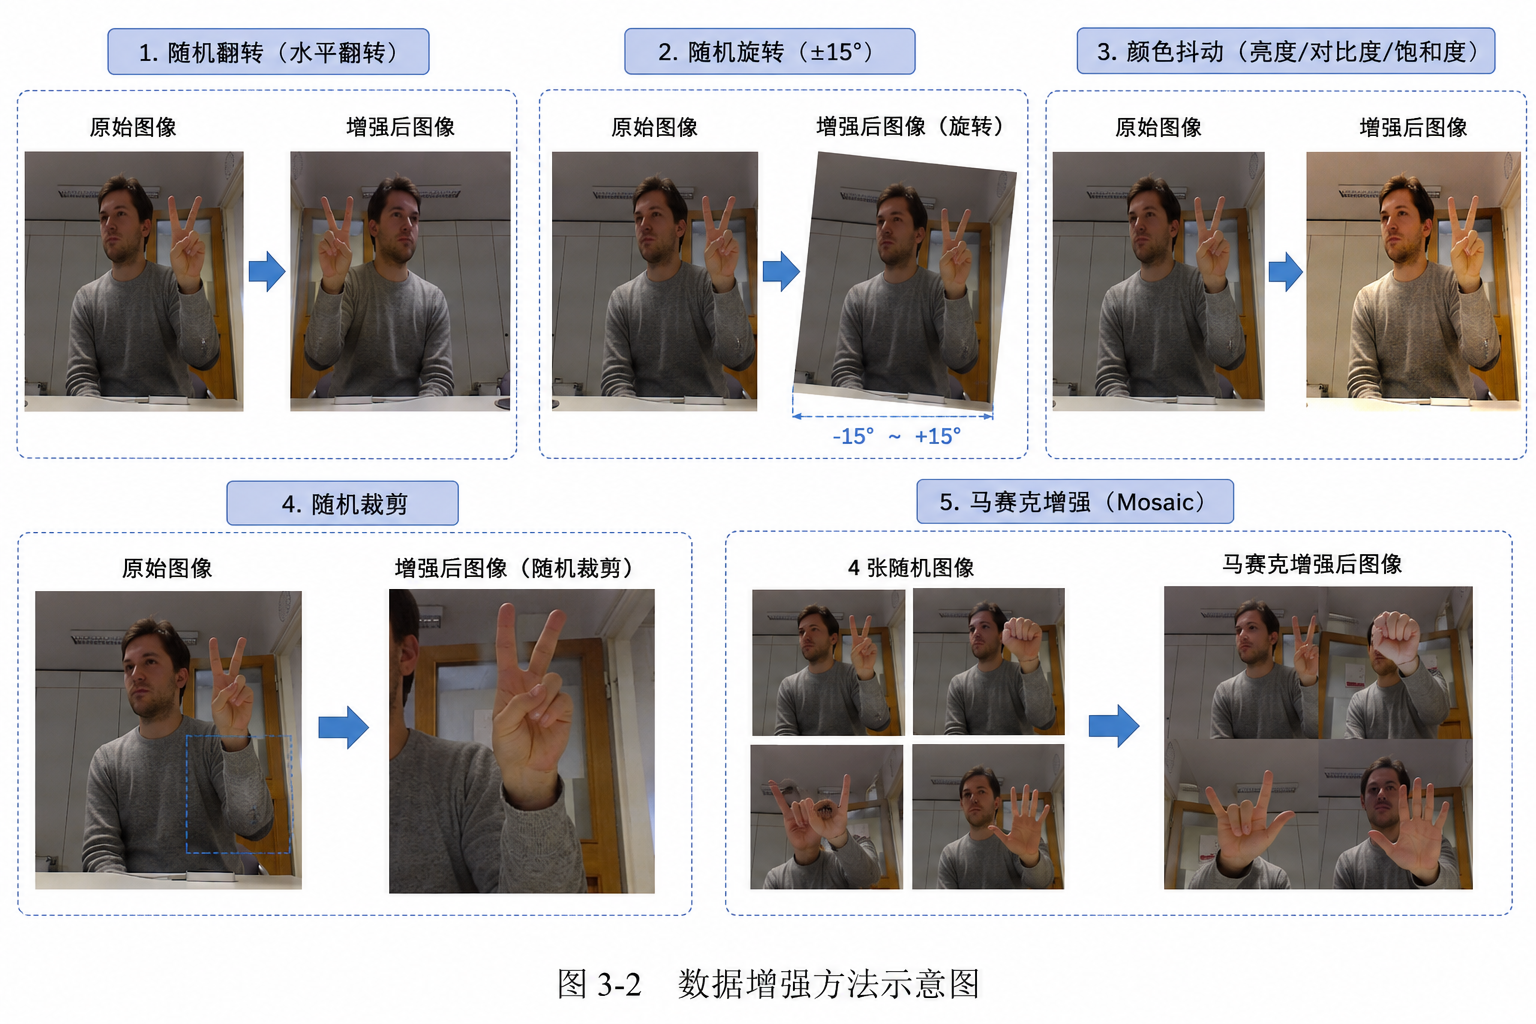 1. 随机翻转（水平翻转）
2. 随机旋转（±15°）
3. 颜色抖动（亮度/对比度/饱和度）
原始图像
增强后图像
原始图像
增强后图像（旋转）
原始图像
增强后图像
-15° ~ +15°
4. 随机裁剪
5. 马赛克增强（Mosaic）
原始图像
增强后图像（随机裁剪）
4 张随机图像
马赛克增强后图像
图 3-2 数据增强方法示意图